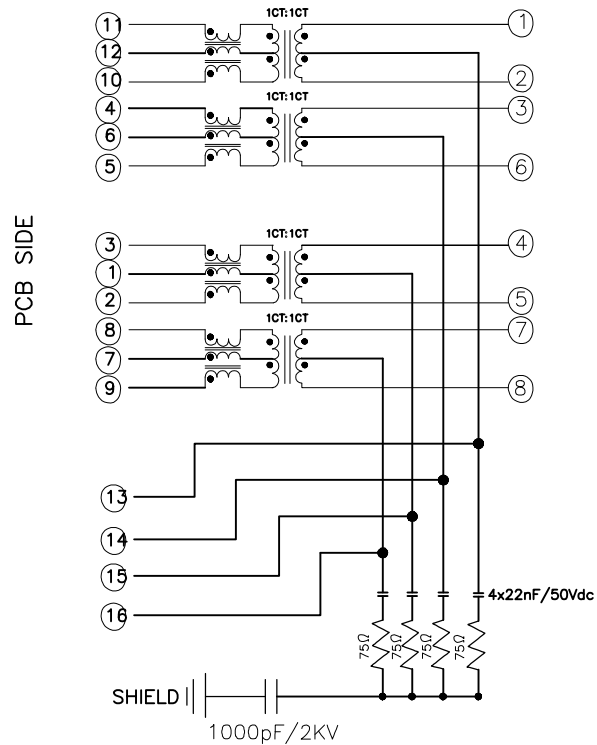 1CT:1CT
11
1
12
10
2
1CT:1CT
4
3
6
5
6
PCB SIDE
1CT:1CT
3
4
1
2
5
1CT:1CT
8
7
7
9
8
13
14
15
16
4x22nF/50Vdc
75Ω
75Ω
75Ω
75Ω
SHIELD
1000pF/2KV